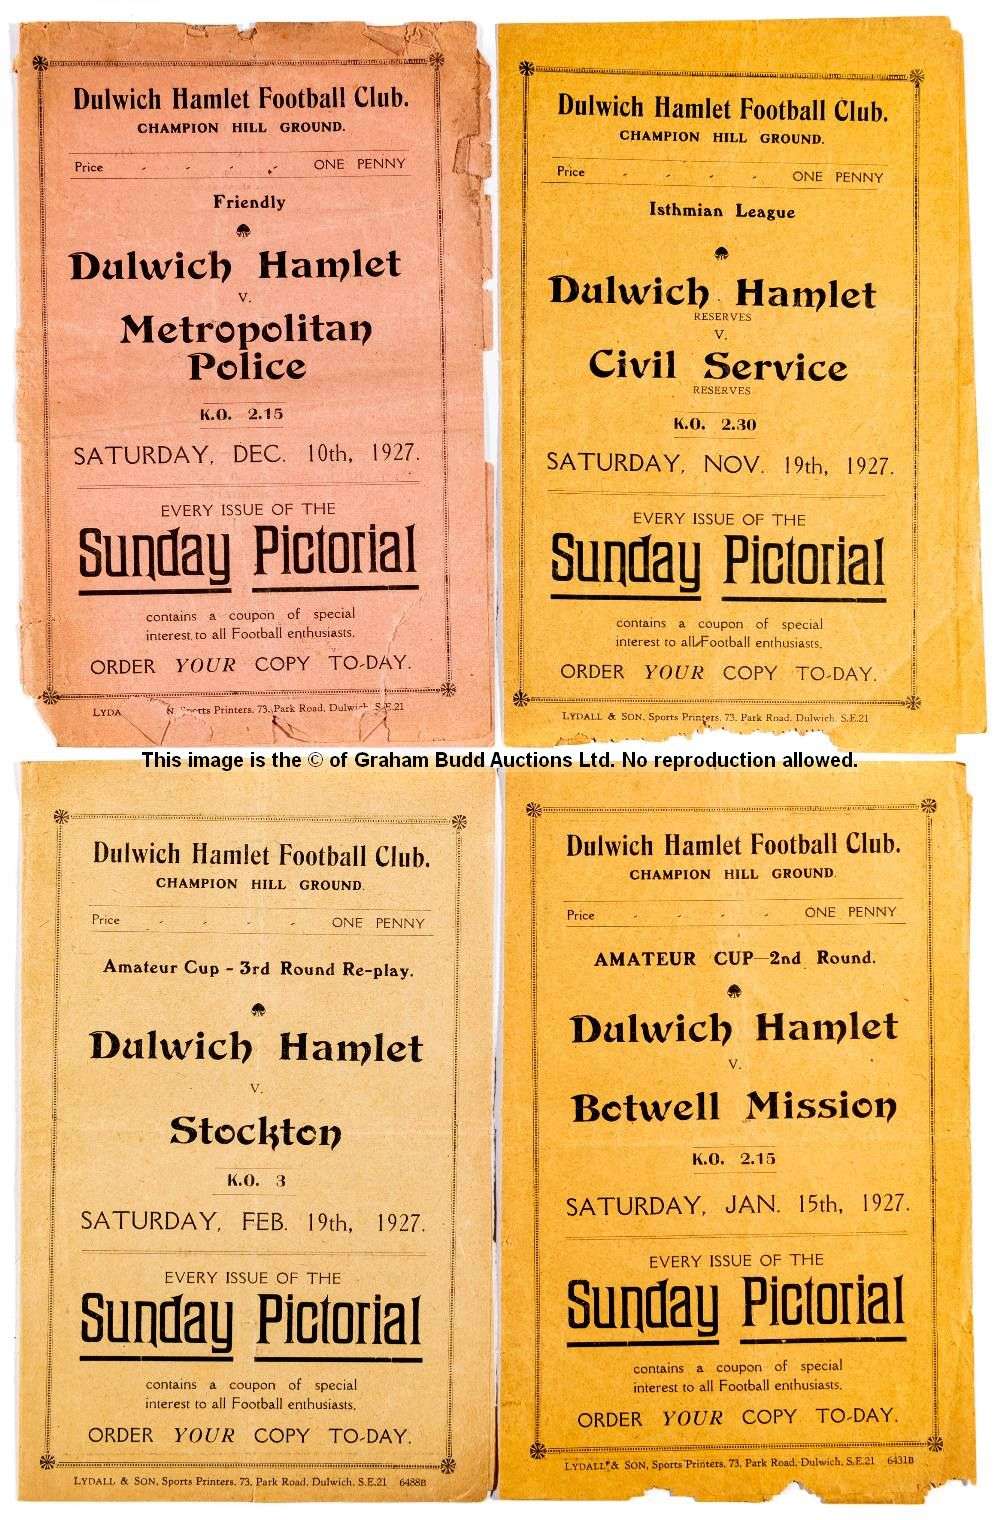 Dulwich Hamlet Football Club.
CHAMPION HILL GROUND.
Price - - - - ONE PENNY
Friendly
Dulwich Hamlet
v.
Metropolitan
Police
K.O. 2.15
SATURDAY, DEC. 10th, 1927.
EVERY ISSUE OF THE
Sunday Pictorial
contains a coupon of special
interest to all Football enthusiasts.
ORDER YOUR COPY TO-DAY.
LYDA N, Sports Printers, 73, Park Road, Dulwich, S.E.21
Dulwich Hamlet Football Club.
CHAMPION HILL GROUND.
Price - - - - ONE PENNY
Isthmian League
Dulwich Hamlet
RESERVES
V.
Civil Service
RESERVES
K.O. 2.30
SATURDAY, NOV. 19th, 1927.
EVERY ISSUE OF THE
Sunday Pictorial
contains a coupon of special
interest to all Football enthusiasts.
ORDER YOUR COPY TO-DAY.
LYDALL & SON, Sports Printers, 73, Park Road, Dulwich, S.E.21
This image is the © of Graham Budd Auctions Ltd. No reproduction allowed.
Dulwich Hamlet Football Club.
CHAMPION HILL GROUND.
Price - - - - ONE PENNY
Amateur Cup - 3rd Round Re-play.
Dulwich Hamlet
v.
Stockton
K.O. 3
SATURDAY, FEB. 19th, 1927.
EVERY ISSUE OF THE
Sunday Pictorial
contains a coupon of special
interest to all Football enthusiasts.
ORDER YOUR COPY TO-DAY.
LYDALL & SON, Sports Printers, 73, Park Road, Dulwich, S.E.21 6488B
Dulwich Hamlet Football Club.
CHAMPION HILL GROUND.
Price - - - - ONE PENNY
AMATEUR CUP—2nd Round.
Dulwich Hamlet
v.
Botwell Mission
K.O. 2.15
SATURDAY, JAN. 15th, 1927.
EVERY ISSUE OF THE
Sunday Pictorial
contains a coupon of special
interest to all Football enthusiasts.
ORDER YOUR COPY TO-DAY.
LYDALL & SON, Sports Printers, 73, Park Road, Dulwich, S.E.21 6431B